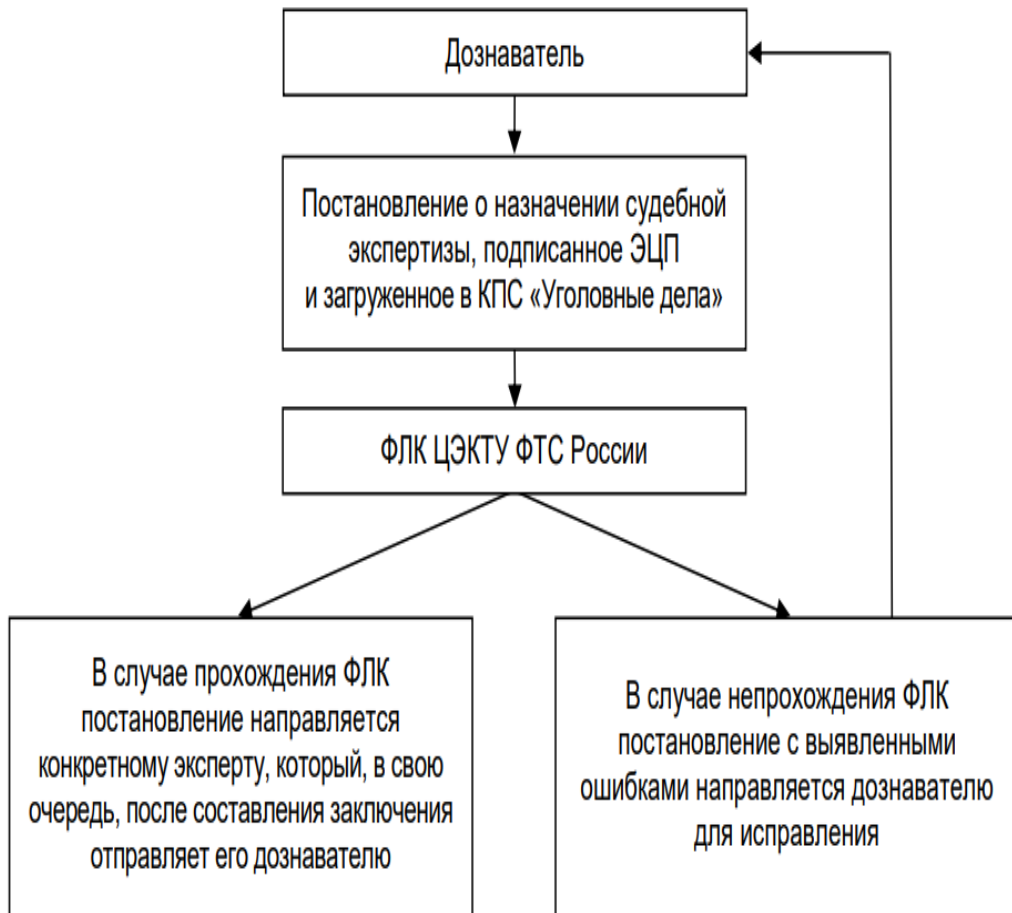 Дознаватель
Постановление о назначении судебной
экспертизы, подписанное ЭЦП
и загруженное в КПС «Уголовные дела»
ФЛК ЦЭКТУ ФТС России
В случае прохождения ФЛК
постановление направляется
конкретному эксперту, который, в свою
очередь, после составления заключения
отправляет его дознавателю
В случае непрохождения ФЛК
постановление с выявленными
ошибками направляется дознавателю
для исправления